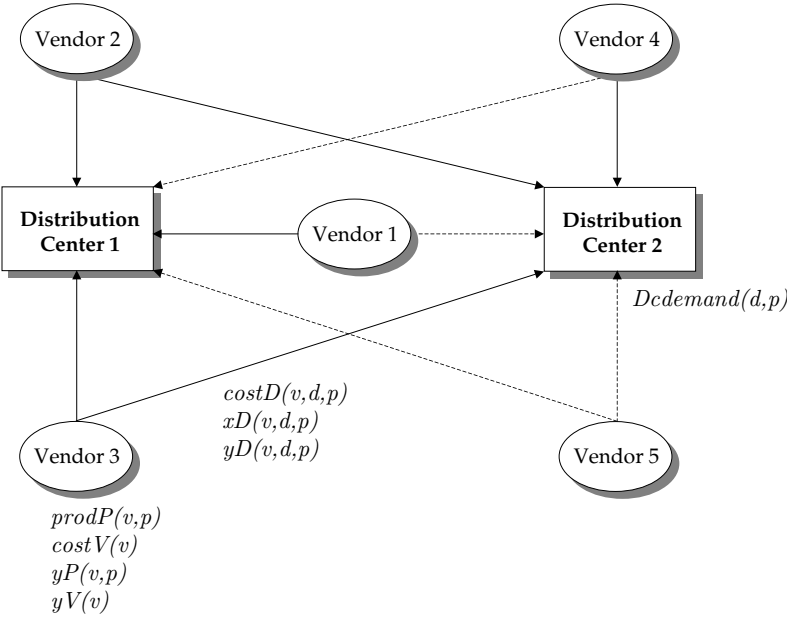 Vendor 2
Vendor 4
Distribution
Center 1
Vendor 1
Distribution
Center 2
Dcdemand(d,p)
costD(v,d,p)
xD(v,d,p)
yD(v,d,p)
Vendor 3
Vendor 5
prodP(v,p)
costV(v)
yP(v,p)
yV(v)